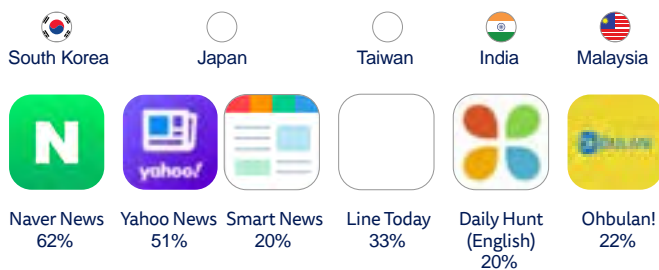 South Korea
Japan
Taiwan
India
Malaysia
N
yahoo!
Naver News
62%
Yahoo News
51%
Smart News
20%
Line Today
33%
Daily Hunt
(English)
20%
Ohbulan!
22%